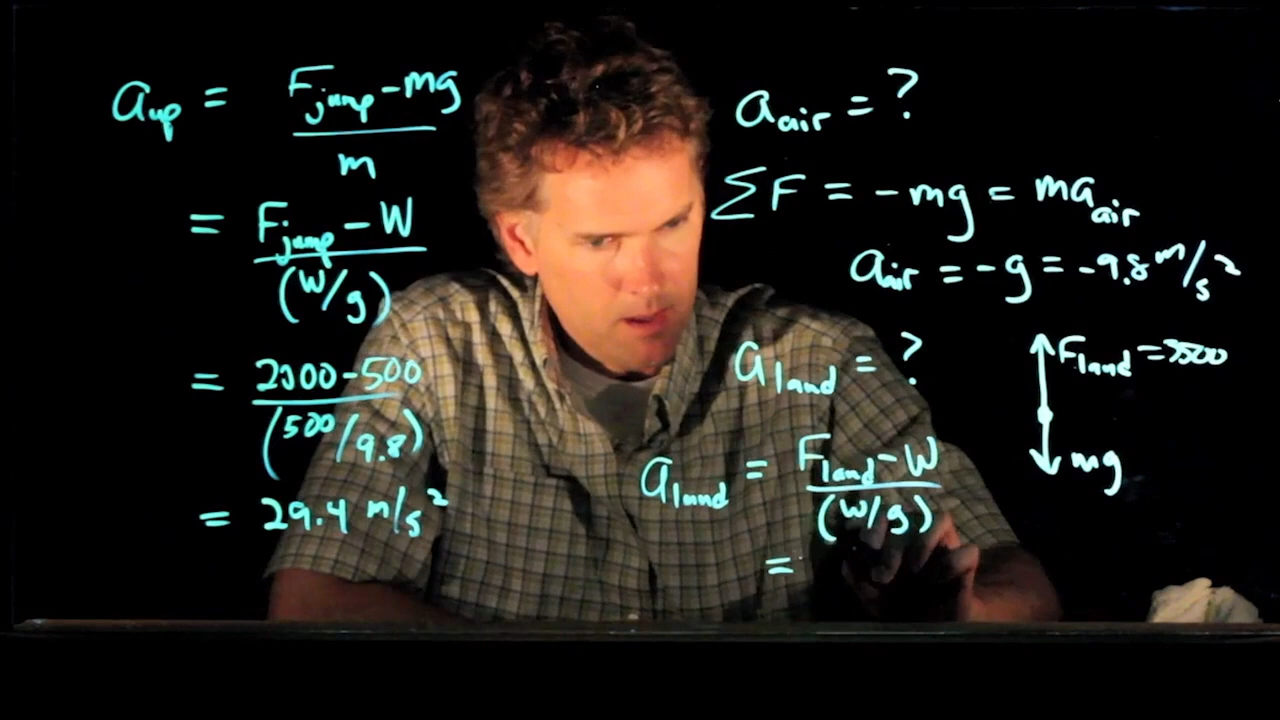 a_up = (F_jump - mg) / m
= (F_jump - W) / (W/g)
= (2000 - 500) / (500/9.8)
= 29.4 m/s²
a_air = ?
ΣF = -mg = ma_air
a_air = -g = -9.8 m/s²
a_land = ?
F_land = 3500
mg
a_land = (F_land - W) / (W/g)
=